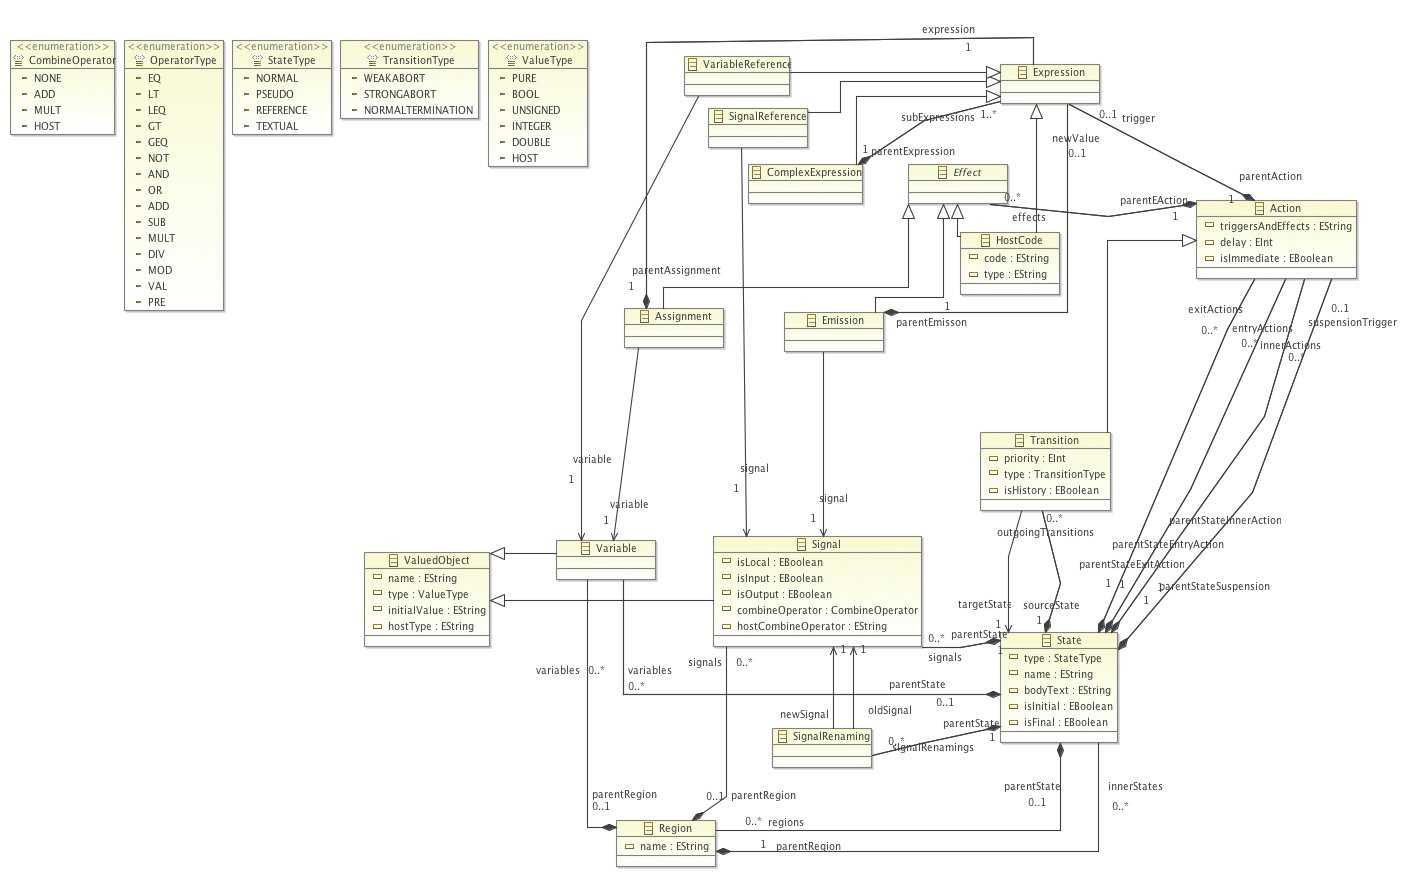 <<enumeration>>
CombineOperator
NONE
ADD
MULT
HOST
<<enumeration>>
OperatorType
EQ
LT
LEQ
GT
GEQ
NOT
AND
OR
ADD
SUB
MULT
DIV
MOD
VAL
PRE
<<enumeration>>
StateType
NORMAL
PSEUDO
REFERENCE
TEXTUAL
<<enumeration>>
TransitionType
WEAKABORT
STRONGABORT
NORMALTERMINATION
<<enumeration>>
ValueType
PURE
BOOL
UNSIGNED
INTEGER
DOUBLE
HOST
expression
1
VariableReference
Expression
SignalReference
subExpressions 1..*
0..1 trigger
newValue
0..1
1 parentExpression
ComplexExpression
Effect
0..*
effects
parentAction
1
parentEAction
1
Action
triggersAndEffects : EString
delay : EInt
isImmediate : EBoolean
HostCode
code : EString
type : EString
parentAssignment
1
Assignment
Emission
1
parentEmisson
exitActions
0..*
entryActions
0..*
innerActions
0..*
0..1
suspensionTrigger
Transition
priority : EInt
type : TransitionType
isHistory : EBoolean
variable
1
variable
1
signal
1
signal
1
0..*
outgoingTransitions
parentStateInnerAction
parentStateEntryAction
parentStateExitAction
parentStateSuspension
1
1
1
1
targetState
1
sourceState
1
ValuedObject
name : EString
type : ValueType
initialValue : EString
hostType : EString
Variable
Signal
isLocal : EBoolean
isInput : EBoolean
isOutput : EBoolean
combineOperator : CombineOperator
hostCombineOperator : EString
0..* parentState
1
signals
State
type : StateType
name : EString
bodyText : EString
isInitial : EBoolean
isFinal : EBoolean
variables 0..*
variables
0..*
signals 0..*
1
1
parentState
0..1
newSignal
oldSignal
SignalRenaming
parentState
1
0..*
signalRenamings
parentRegion
0..1
0..1 parentRegion
parentState
0..1
innerStates
0..*
Region
name : EString
0..* regions
1 parentRegion